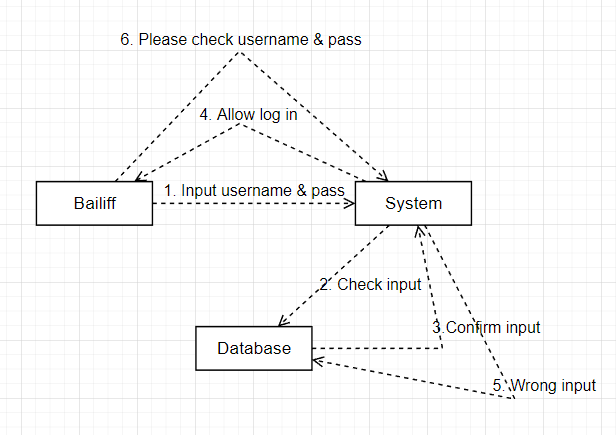 6. Please check username & pass
4. Allow log in
1. Input username & pass
Bailiff
System
2. Check input
3.Confirm input
Database
5. Wrong input